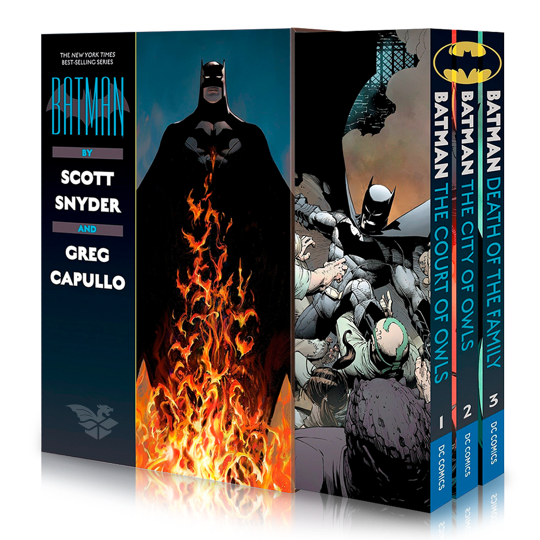 THE NEW YORK TIMES
BEST-SELLING SERIES
BATMAN
BY
SCOTT
SNYDER
AND
GREG
CAPULLO
BATMAN THE COURT OF OWLS
1
DC COMICS
BATMAN THE CITY OF OWLS
2
DC COMICS
BATMAN DEATH OF THE FAMILY
3
DC COMICS